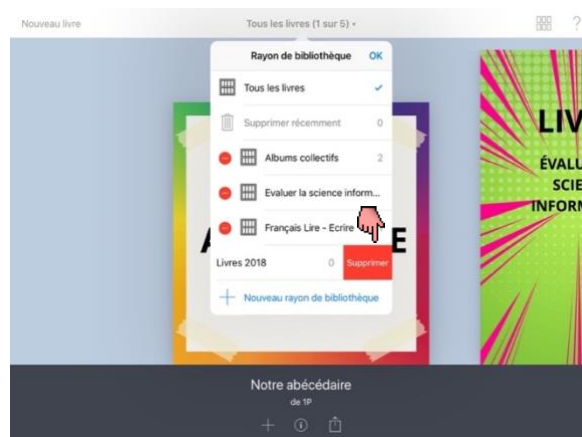 Nouveau livre
Tous les livres (1 sur 5)
?
Rayon de bibliothèque OK
Tous les livres
Supprimer récemment 0
Albums collectifs 2
Evaluer la science inform...
Français Lire - Ecrire
Livres 2018 0 Supprimer
Nouveau rayon de bibliothèque
A
E
LIV
ÉVALU
SCIE
INFORM
Notre abécédaire
de 1P